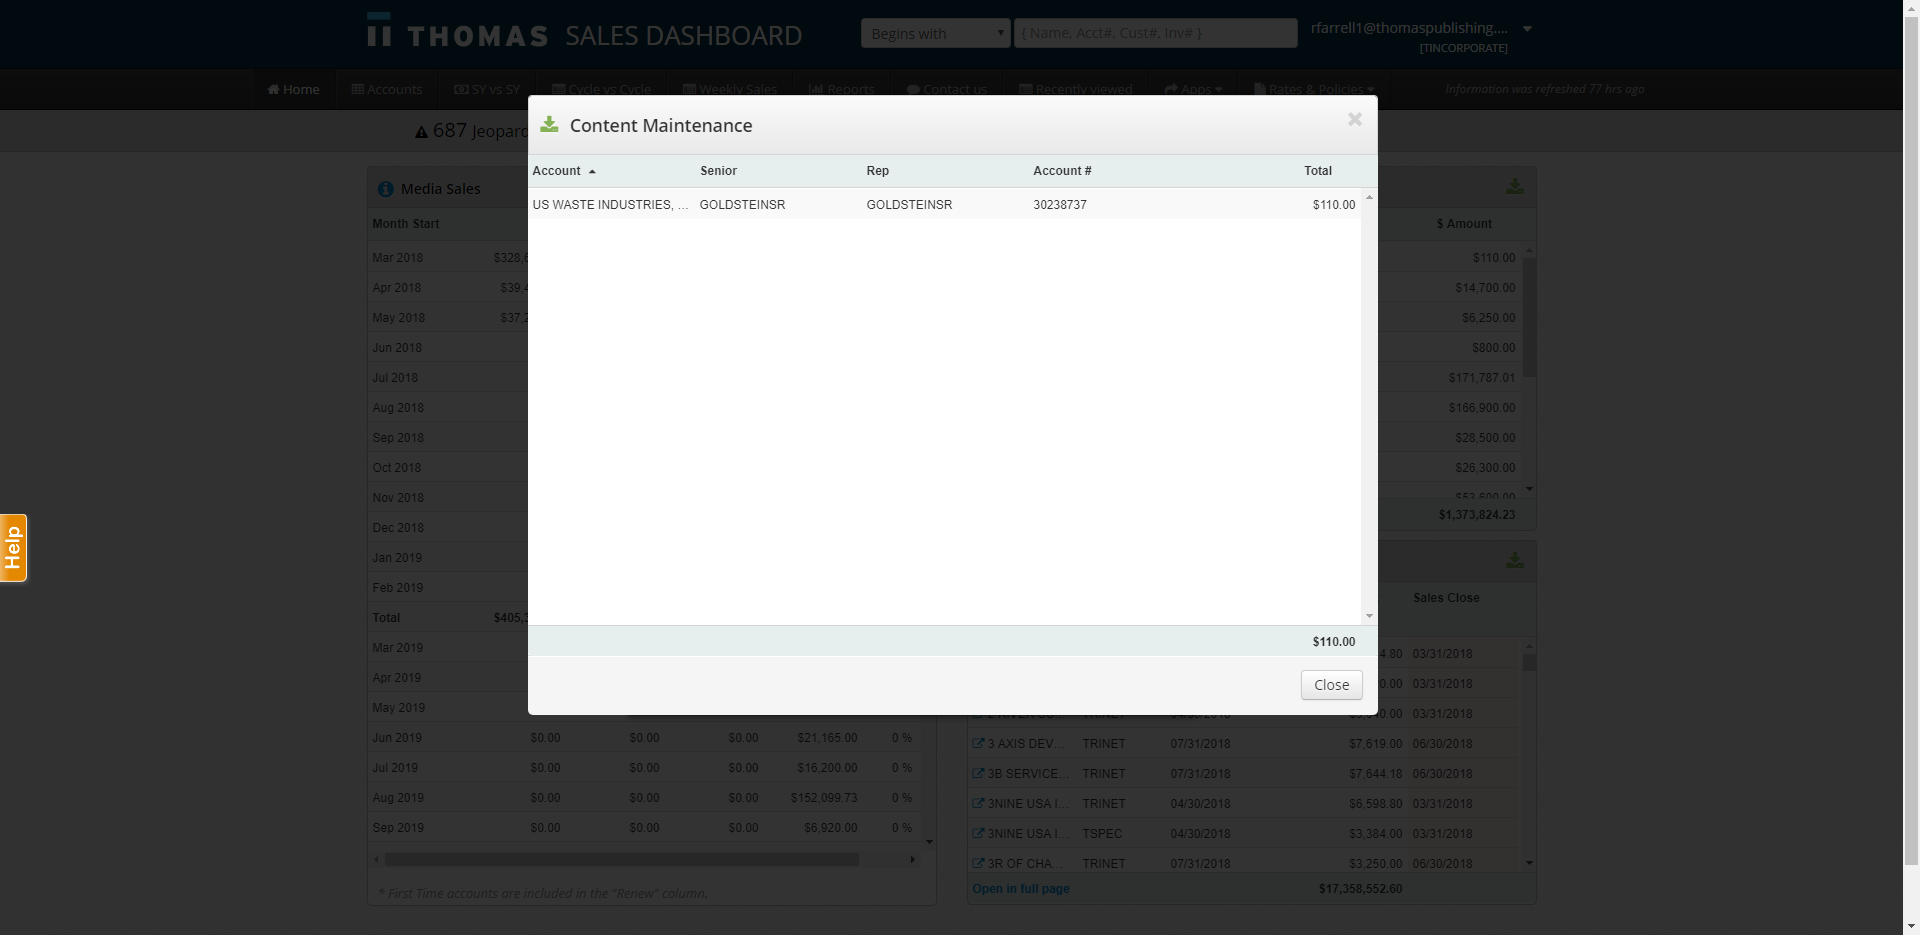 THOMAS SALES DASHBOARD
Begins with
{ Name, Acct#, Cust#, Inv# }
rfarrell1@thomaspublishing....
[TINCORPORATE]
Home Accounts SY vs SY Cycle vs Cycle Weekly Sales Reports Contact us Recently viewed Apps Rates & Policies
Information was refreshed 77 hrs ago
687 Jeopard
Content Maintenance
Account Senior Rep Account # Total
US WASTE INDUSTRIES, ... GOLDSTEINSR GOLDSTEINSR 30238737 $110.00
$110.00
Close
Help
Media Sales
Month Start
Mar 2018 $328,6
Apr 2018 $39,4
May 2018 $37,2
Jun 2018
Jul 2018
Aug 2018
Sep 2018
Oct 2018
Nov 2018
Dec 2018
Jan 2019
Feb 2019
Total $405,3
Mar 2019
Apr 2019
May 2019
Jun 2019 $0.00 $0.00 $0.00 $21,165.00 0 %
Jul 2019 $0.00 $0.00 $0.00 $16,200.00 0 %
Aug 2019 $0.00 $0.00 $0.00 $152,099.73 0 %
Sep 2019 $0.00 $0.00 $0.00 $6,920.00 0 %
* First Time accounts are included in the "Renew" column.
$ Amount
$110.00
$14,700.00
$6,250.00
$800.00
$171,787.01
$166,900.00
$28,500.00
$26,300.00
$53,600.00
$1,373,824.23
Sales Close
4.80 03/31/2018
0.00 03/31/2018
TRINET 04/30/2018 03/31/2018
3 AXIS DEV... TRINET 07/31/2018 $7,619.00 06/30/2018
3B SERVICE... TRINET 07/31/2018 $7,644.18 06/30/2018
3NINE USA I... TRINET 04/30/2018 $6,598.80 03/31/2018
3NINE USA I... TSPEC 04/30/2018 $3,384.00 03/31/2018
3R OF CHA... TRINET 07/31/2018 $3,250.00 06/30/2018
Open in full page $17,358,552.60